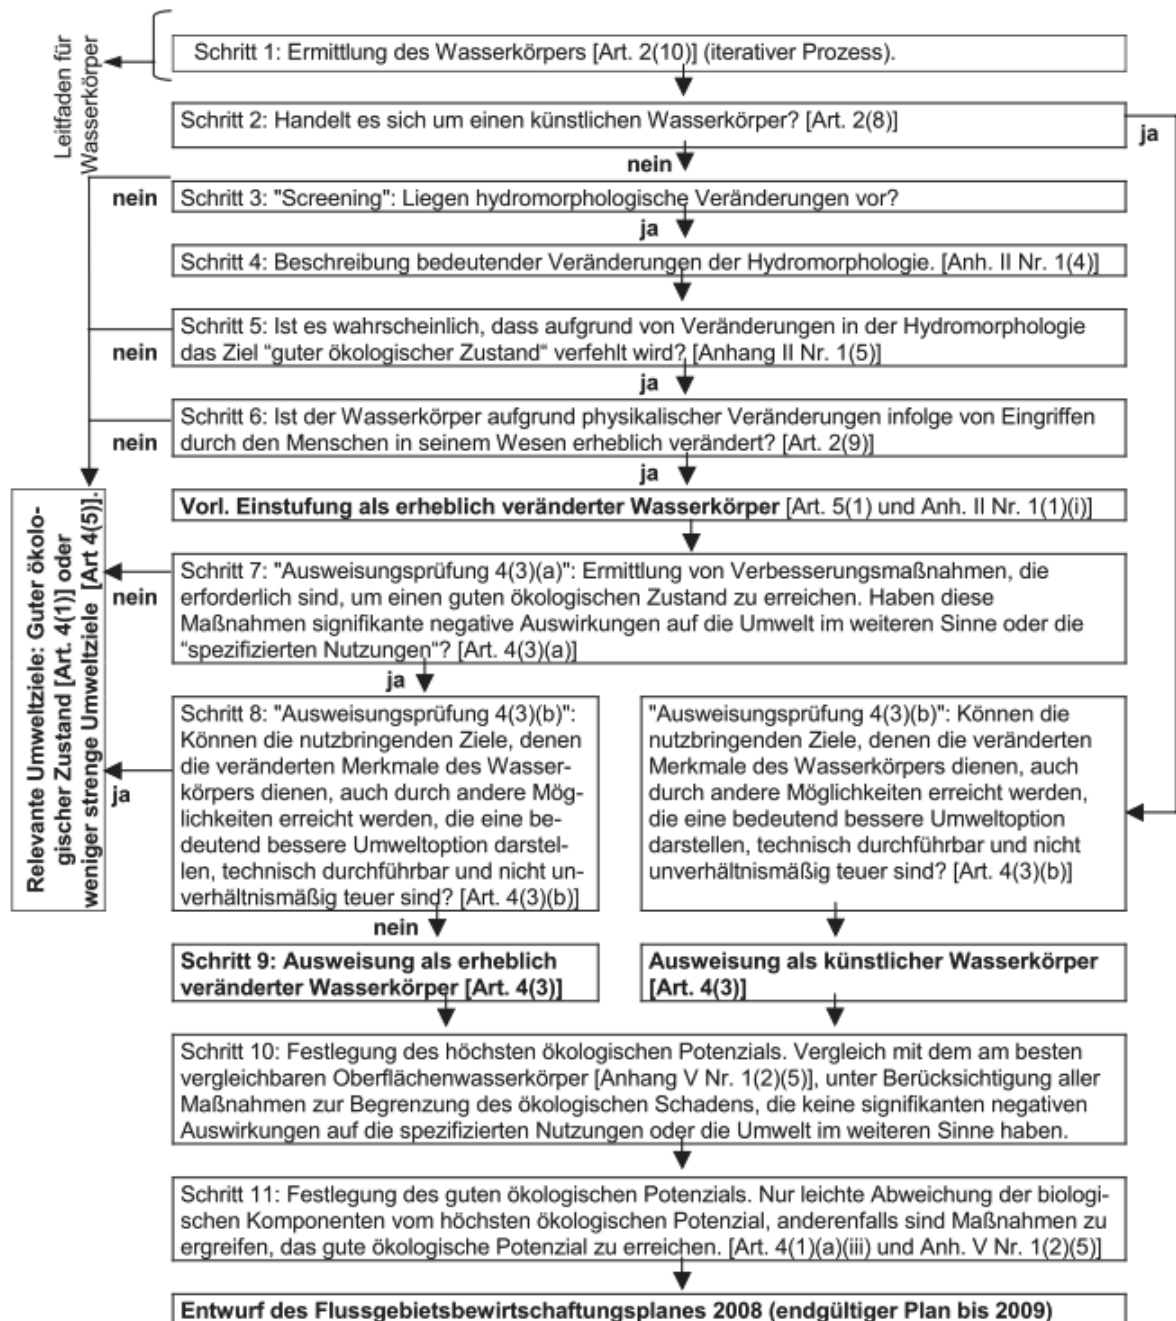 Leitfaden für
Wasserkörper
Schritt 1: Ermittlung des Wasserkörpers [Art. 2(10)] (iterativer Prozess).
Schritt 2: Handelt es sich um einen künstlichen Wasserkörper? [Art. 2(8)]
ja
nein
nein
Schritt 3: "Screening": Liegen hydromorphologische Veränderungen vor?
ja
Schritt 4: Beschreibung bedeutender Veränderungen der Hydromorphologie. [Anh. II Nr. 1(4)]
Schritt 5: Ist es wahrscheinlich, dass aufgrund von Veränderungen in der Hydromorphologie
das Ziel “guter ökologischer Zustand“ verfehlt wird? [Anhang II Nr. 1(5)]
nein
ja
Schritt 6: Ist der Wasserkörper aufgrund physikalischer Veränderungen infolge von Eingriffen
durch den Menschen in seinem Wesen erheblich verändert? [Art. 2(9)]
nein
ja
Vorl. Einstufung als erheblich veränderter Wasserkörper [Art. 5(1) und Anh. II Nr. 1(1)(i)]
Relevante Umweltziele: Guter ökolo-
gischer Zustand [Art. 4(1)] oder
weniger strenge Umweltziele [Art 4(5)].
Schritt 7: "Ausweisungsprüfung 4(3)(a)": Ermittlung von Verbesserungsmaßnahmen, die
erforderlich sind, um einen guten ökologischen Zustand zu erreichen. Haben diese
Maßnahmen signifikante negative Auswirkungen auf die Umwelt im weiteren Sinne oder die
“spezifizierten Nutzungen“? [Art. 4(3)(a)]
nein
ja
Schritt 8: "Ausweisungsprüfung 4(3)(b)":
Können die nutzbringenden Ziele, denen
die veränderten Merkmale des Wasser-
körpers dienen, auch durch andere Mög-
lichkeiten erreicht werden, die eine be-
deutend bessere Umweltoption darstel-
len, technisch durchführbar und nicht un-
verhältnismäßig teuer sind? [Art. 4(3)(b)]
ja
nein
"Ausweisungsprüfung 4(3)(b)": Können die
nutzbringenden Ziele, denen die veränderten
Merkmale des Wasserkörpers dienen, auch
durch andere Möglichkeiten erreicht werden,
die eine bedeutend bessere Umweltoption
darstellen, technisch durchführbar und nicht
unverhältnismäßig teuer sind? [Art. 4(3)(b)]
Schritt 9: Ausweisung als erheblich
veränderter Wasserkörper [Art. 4(3)]
Ausweisung als künstlicher Wasserkörper
[Art. 4(3)]
Schritt 10: Festlegung des höchsten ökologischen Potenzials. Vergleich mit dem am besten
vergleichbaren Oberflächenwasserkörper [Anhang V Nr. 1(2)(5)], unter Berücksichtigung aller
Maßnahmen zur Begrenzung des ökologischen Schadens, die keine signifikanten negativen
Auswirkungen auf die spezifizierten Nutzungen oder die Umwelt im weiteren Sinne haben.
Schritt 11: Festlegung des guten ökologischen Potenzials. Nur leichte Abweichung der biologi-
schen Komponenten vom höchsten ökologischen Potenzial, anderenfalls sind Maßnahmen zu
ergreifen, das gute ökologische Potenzial zu erreichen. [Art. 4(1)(a)(iii) und Anh. V Nr. 1(2)(5)]
Entwurf des Flussgebietsbewirtschaftungsplanes 2008 (endgültiger Plan bis 2009)